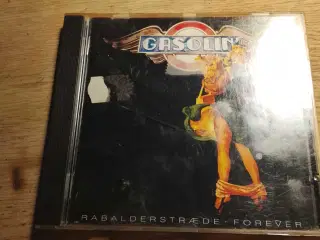 GASOLIN'
RABALDERSTRÆDE · FOREVER